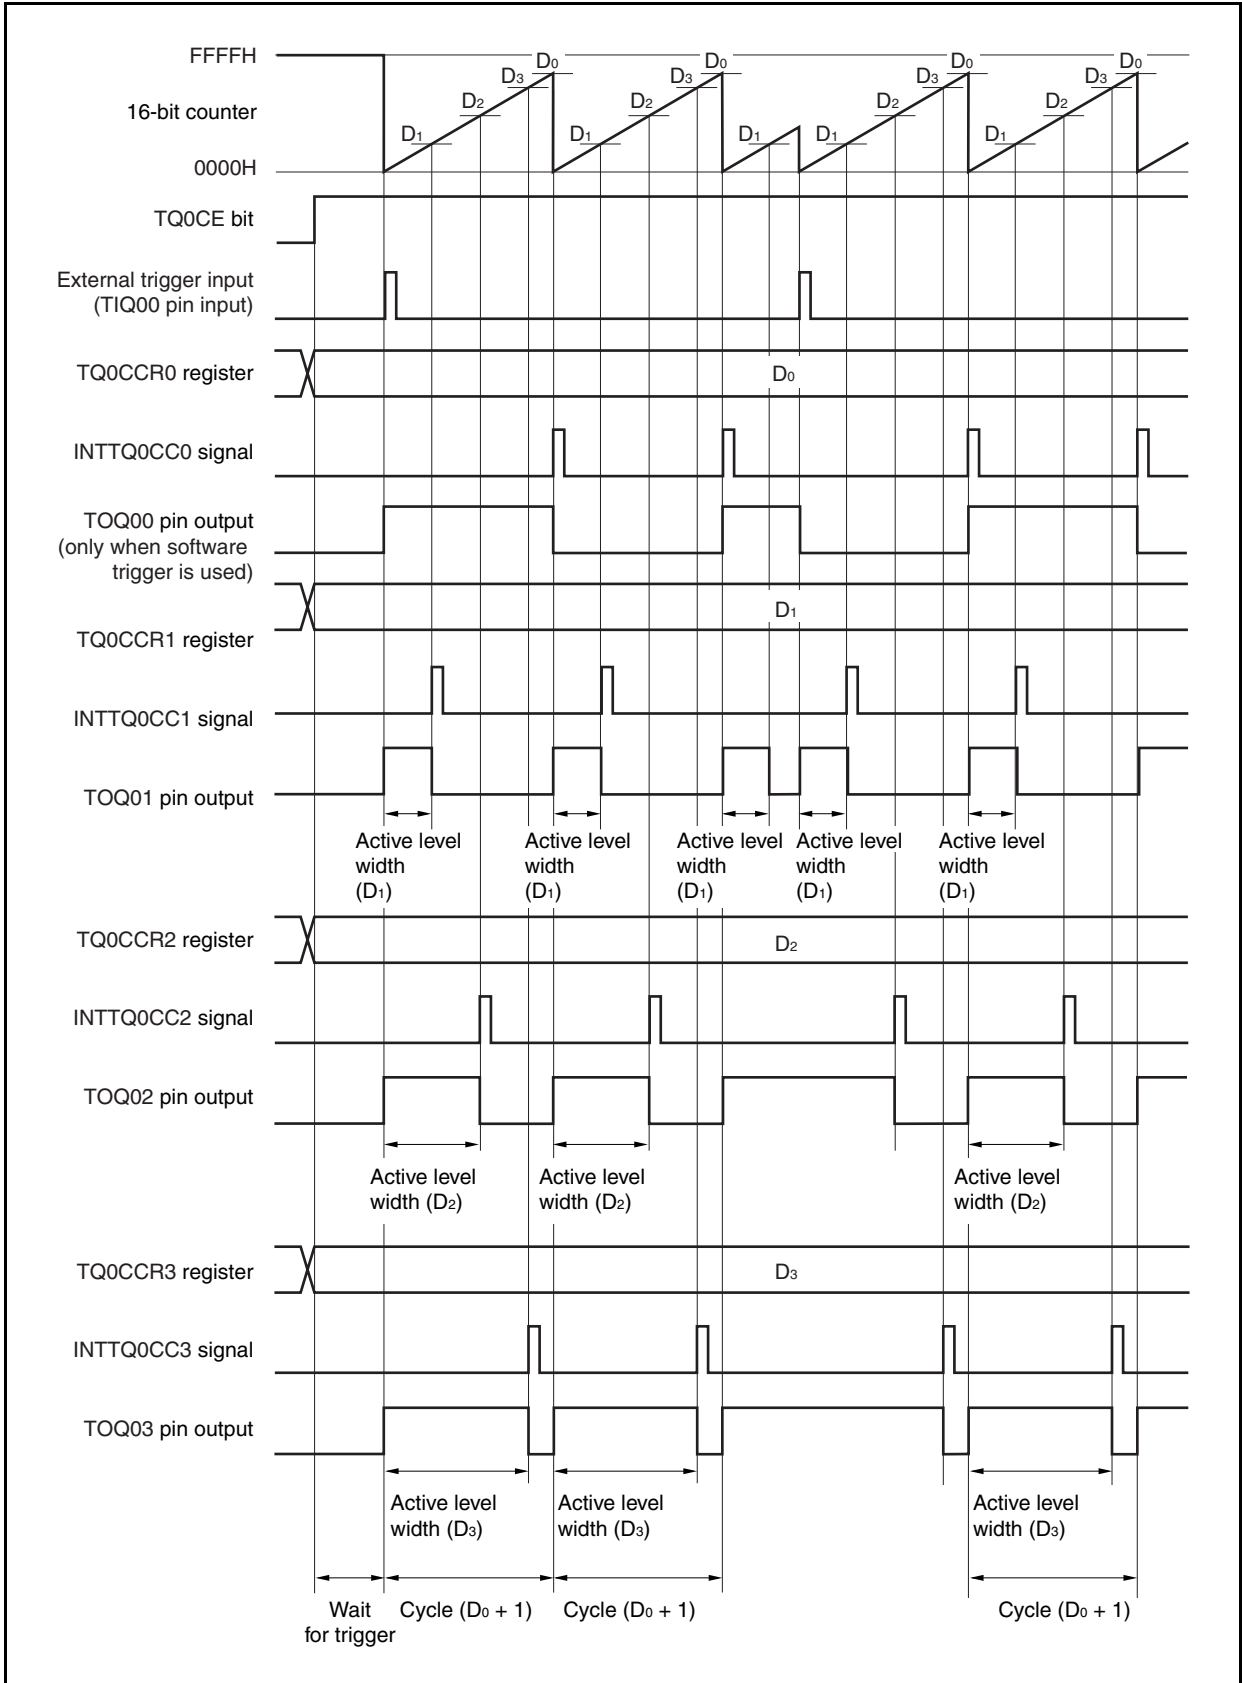 FFFFH
16-bit counter
0000H
D1
D2
D3
D0
D1
D2
D3
D0
D1
D1
D2
D3
D0
D1
D2
D3
D0
TQ0CE bit
External trigger input
(TIQ00 pin input)
TQ0CCR0 register
D0
INTTQ0CC0 signal
TOQ00 pin output
(only when software
trigger is used)
D1
TQ0CCR1 register
INTTQ0CC1 signal
TOQ01 pin output
Active level
width
(D1)
Active level
width
(D1)
Active level
width
(D1)
Active level
width
(D1)
Active level
width
(D1)
TQ0CCR2 register
D2
INTTQ0CC2 signal
TOQ02 pin output
Active level
width (D2)
Active level
width (D2)
Active level
width (D2)
TQ0CCR3 register
D3
INTTQ0CC3 signal
TOQ03 pin output
Active level
width (D3)
Active level
width (D3)
Active level
width (D3)
Wait
for trigger
Cycle (D0 + 1)
Cycle (D0 + 1)
Cycle (D0 + 1)